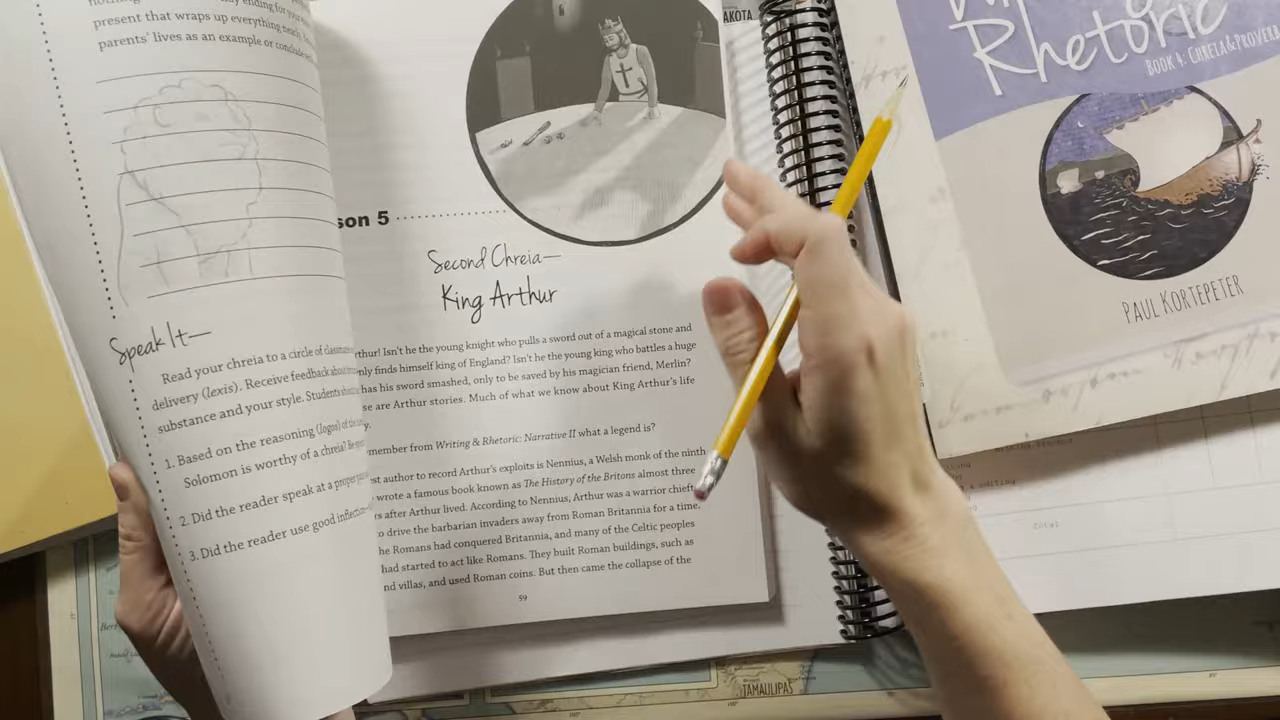 present that wraps up everything
parents' lives as an example or conclude
Speak It—
Read your chreia to a circle of
delivery (lexis). Receive feedback about
substance and your style. Students
1. Based on the reasoning (logos) of the
Solomon is worthy of a chreia?
2. Did the reader speak at a proper
3. Did the reader use good inflection
son 5
Second Chreia—
King Arthur
rthur! Isn't he the young knight who pulls a sword out of a magical stone and
nly finds himself king of England? Isn't he the young king who battles a huge
has his sword smashed, only to be saved by his magician friend, Merlin?
se are Arthur stories. Much of what we know about King Arthur's life
member from Writing & Rhetoric: Narrative II what a legend is?
st author to record Arthur's exploits is Nennius, a Welsh monk of the ninth
wrote a famous book known as The History of the Britons almost three
s after Arthur lived. According to Nennius, Arthur was a warrior chief
o drive the barbarian invaders away from Roman Britannia for a time.
he Romans had conquered Britannia, and many of the Celtic peoples
had started to act like Romans. They built Roman buildings, such as
nd villas, and used Roman coins. But then came the collapse of the
59
AKOTA
Rhetoric
BOOK 4: CHREIA & PROVERB
PAUL KORTEPETER
TAMAULIPAS